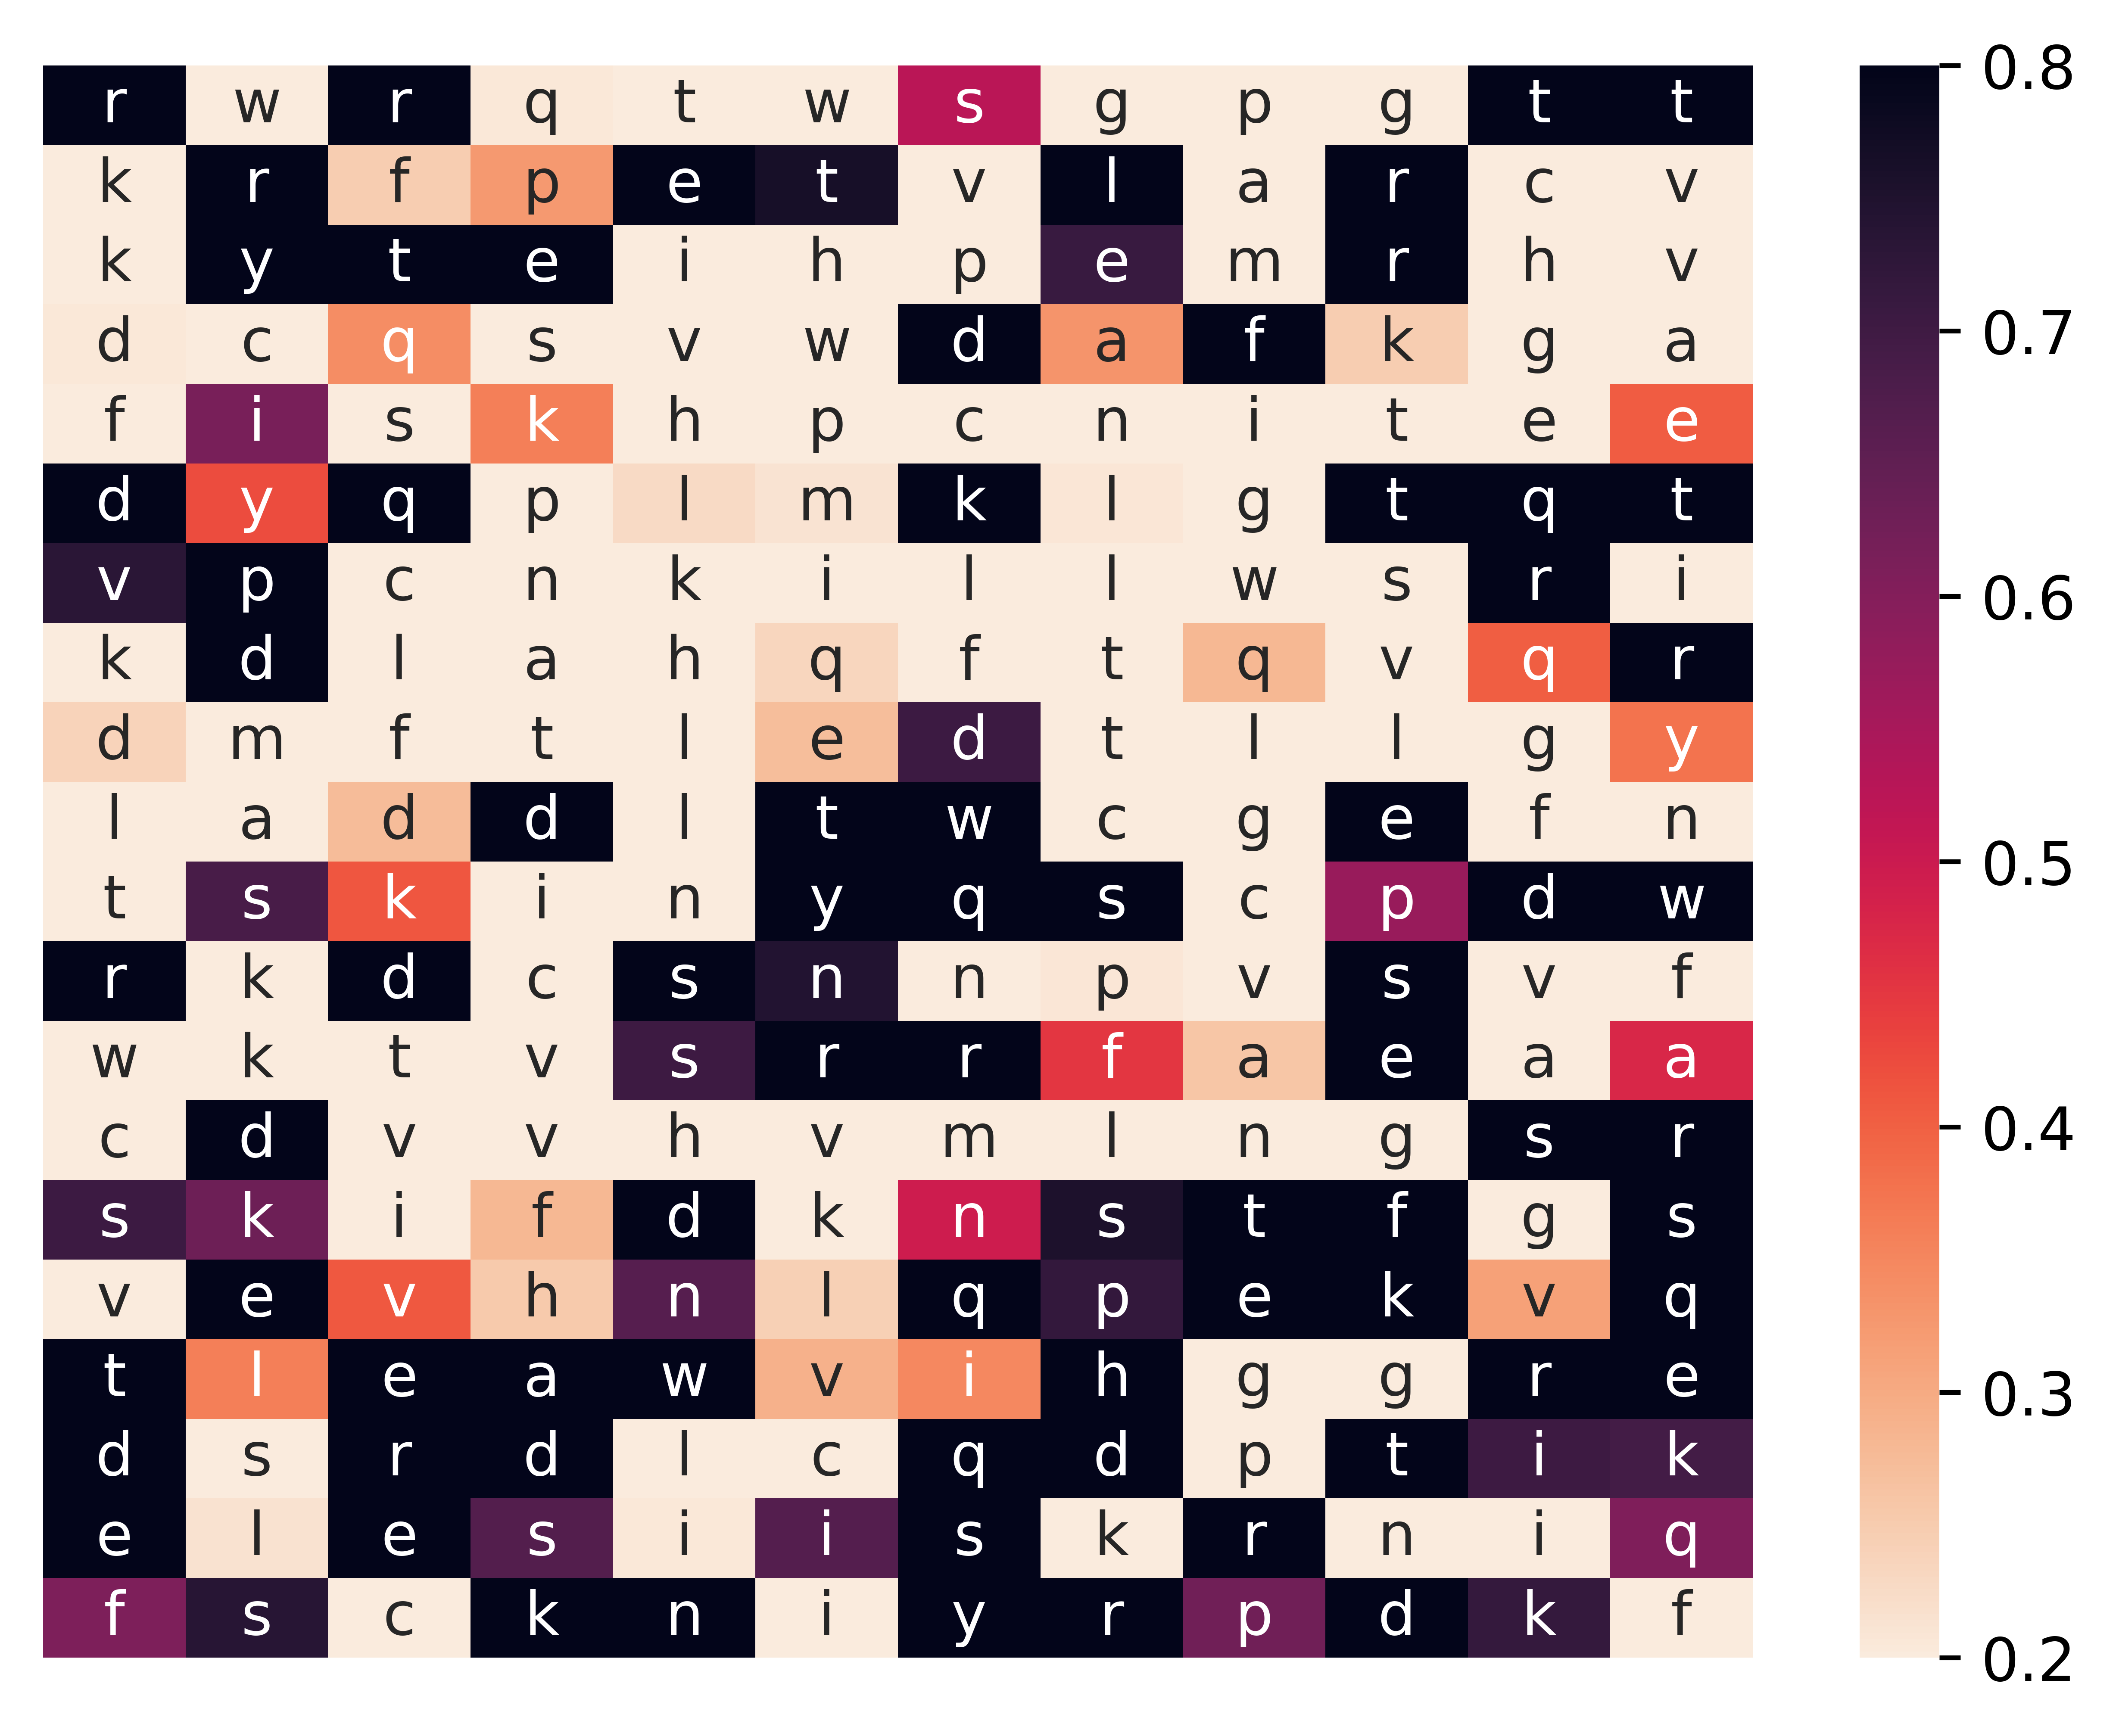 r w r q t w s g p g t t
k r f p e t v l a r c v
k y t e i h p e m r h v
d c q s v w d a f k g a
f i s k h p c n i t e e
d y q p l m k l g t q t
v p c n k i l l w s r i
k d l a h q f t q v q r
d m f t l e d t l l g y
l a d d l t w c g e f n
t s k i n y q s c p d w
r k d c s n n p v s v f
w k t v s r r f a e a a
c d v v h v m l n g s r
s k i f d k n s t f g s
v e v h n l q p e k v q
t l e a w v i h g g r e
d s r d l c q d p t i k
e l e s i i s k r n i q
f s c k n i y r p d k f
0.8
0.7
0.6
0.5
0.4
0.3
0.2